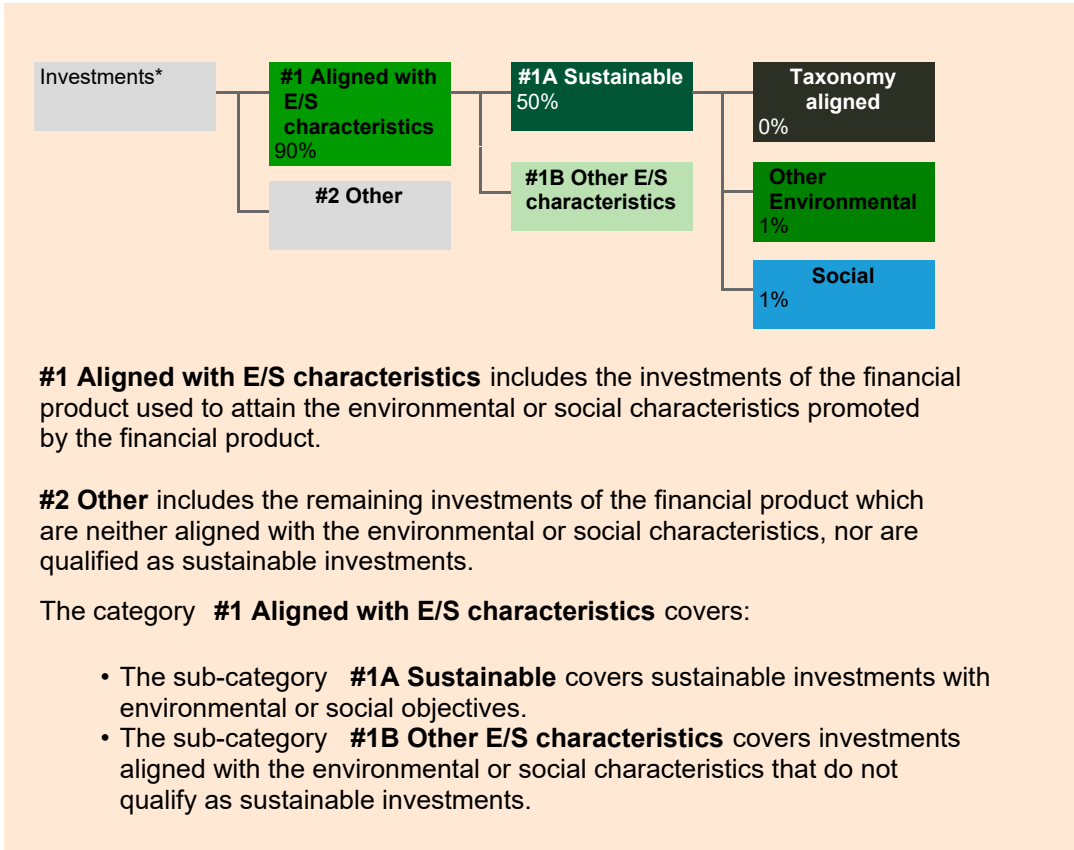 Investments*
#1 Aligned with
E/S
characteristics
90%
#2 Other
#1A Sustainable
50%
#1B Other E/S
characteristics
Taxonomy
aligned
0%
Other
Environmental
1%
Social
1%
#1 Aligned with E/S characteristics includes the investments of the financial
product used to attain the environmental or social characteristics promoted
by the financial product.
#2 Other includes the remaining investments of the financial product which
are neither aligned with the environmental or social characteristics, nor are
qualified as sustainable investments.
The category #1 Aligned with E/S characteristics covers:
• The sub-category #1A Sustainable covers sustainable investments with
environmental or social objectives.
• The sub-category #1B Other E/S characteristics covers investments
aligned with the environmental or social characteristics that do not
qualify as sustainable investments.